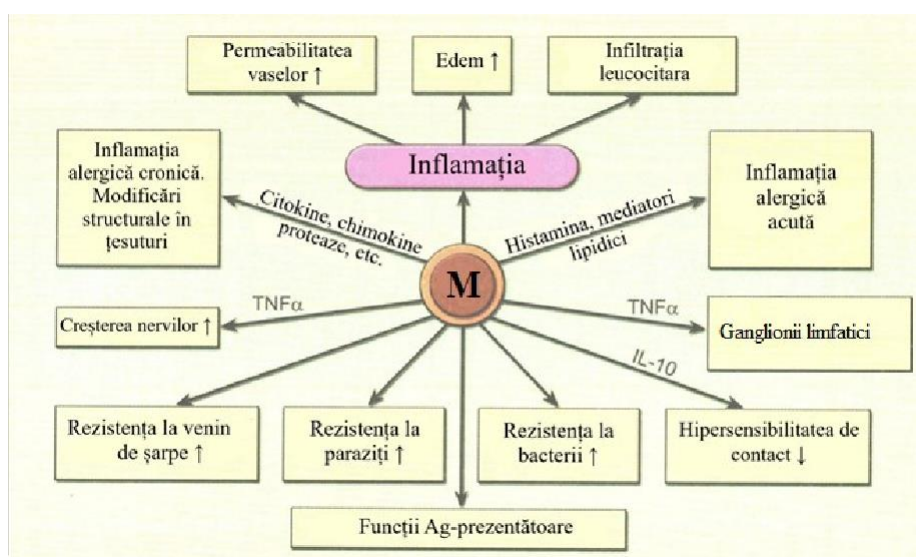 Permeabilitatea
vaselor ↑
Edem ↑
Infiltrația
leucocitara
Inflamația
Inflamația
alergică cronică.
Modificări
structurale în
țesuturi
Citokine, chimokine
proteaze, etc.
Histamina, mediatori
lipidici
Inflamația
alergică
acută
M
TNFα
Creșterea nervilor ↑
TNFα
Ganglionii limfatici
IL-10
Rezistența la venin
de șarpe ↑
Rezistența la
paraziți ↑
Rezistența la
bacterii ↑
Hipersensibilitatea de
contact ↓
Funcții Ag-prezentătoare